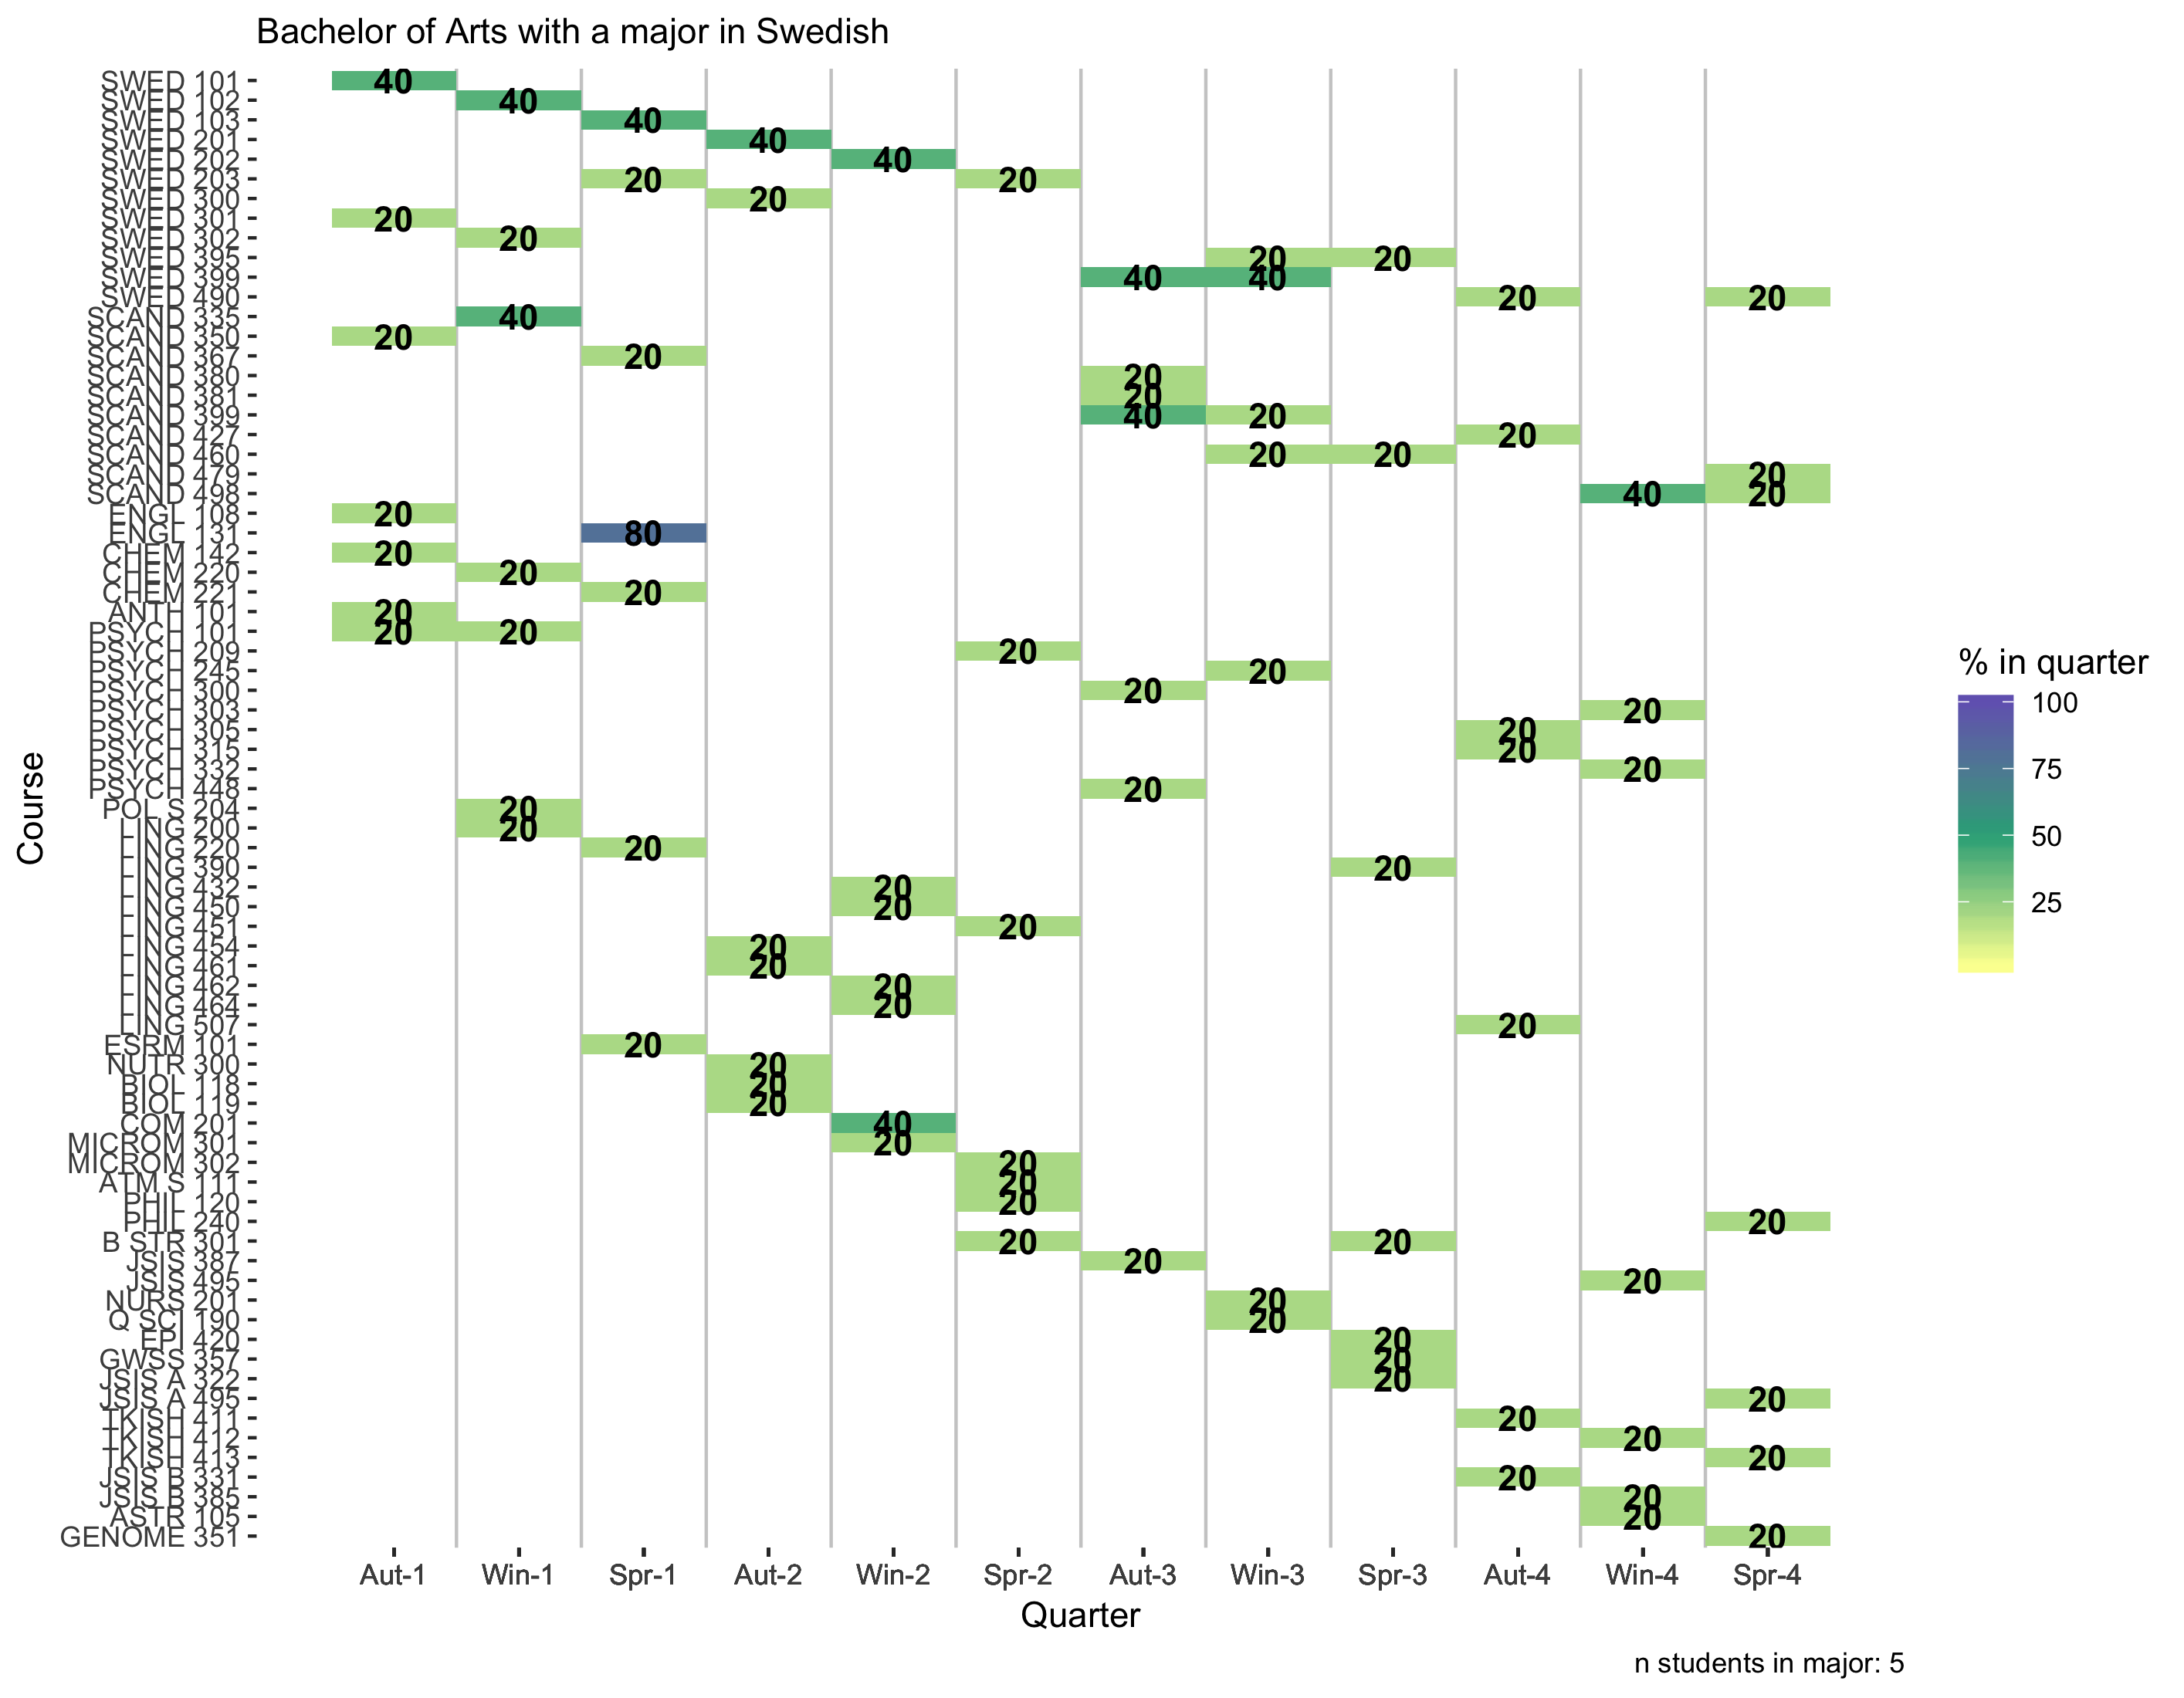 Bachelor of Arts with a major in Swedish
SWED 101 40
SWED 102 40
SWED 103 40
SWED 201 40
SWED 202 40
SWED 203 20 20
SWED 300 20
SWED 301 20
SWED 302 20
SWED 395 20 20
SWED 399 40 40
SWED 490 20 20
SCAND 335 40
SCAND 350 20
SCAND 367 20
SCAND 380 20
SCAND 381 20
SCAND 399 40 20
SCAND 427 20
SCAND 460 20 20
SCAND 479 20
SCAND 498 40 20
ENGL 108 20
ENGL 131 80
CHEM 142 20
CHEM 220 20
CHEM 221 20
ANTH 101 20
PSYCH 101 20 20
PSYCH 209 20
PSYCH 245 20
PSYCH 300 20
PSYCH 303 20
PSYCH 305 20
PSYCH 315 20
PSYCH 332 20
PSYCH 448 20
POL S 204 20
LING 200 20
LING 220 20
LING 390 20
LING 432 20
LING 450 20
LING 451 20
LING 454 20
LING 461 20
LING 462 20
LING 464 20
LING 507 20
ESRM 101 20
NUTR 300 20
BIOL 118 20
BIOL 119 20
COM 201 40
MICROM 301 20
MICROM 302 20
ATM S 111 20
PHIL 120 20
PHIL 240 20
B STR 301 20 20
JSIS 387 20
JSIS 495 20
NURS 201 20
Q SCI 190 20
EPI 420 20
GWSS 357 20
JSIS A 322 20
JSIS A 495 20
TKISH 411 20
TKISH 412 20
TKISH 413 20
JSIS B 331 20
JSIS B 385 20
ASTR 105 20
GENOME 351 20
Aut-1 Win-1 Spr-1 Aut-2 Win-2 Spr-2 Aut-3 Win-3 Spr-3 Aut-4 Win-4 Spr-4
Quarter
Course
% in quarter
100
75
50
25
n students in major: 5